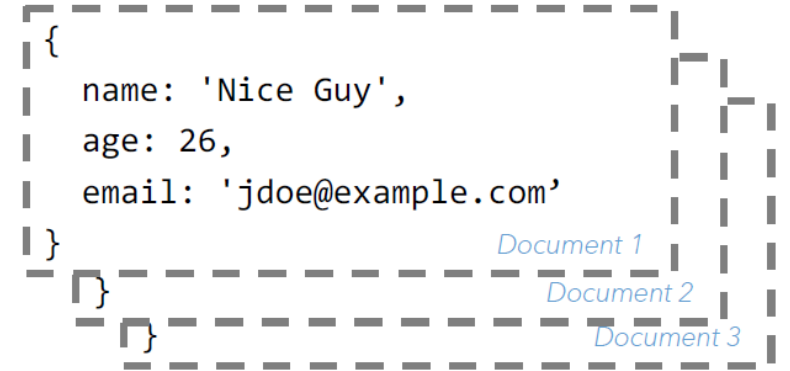 {
name: 'Nice Guy',
age: 26,
email: 'jdoe@example.com’
}
Document 1
}
Document 2
}
Document 3